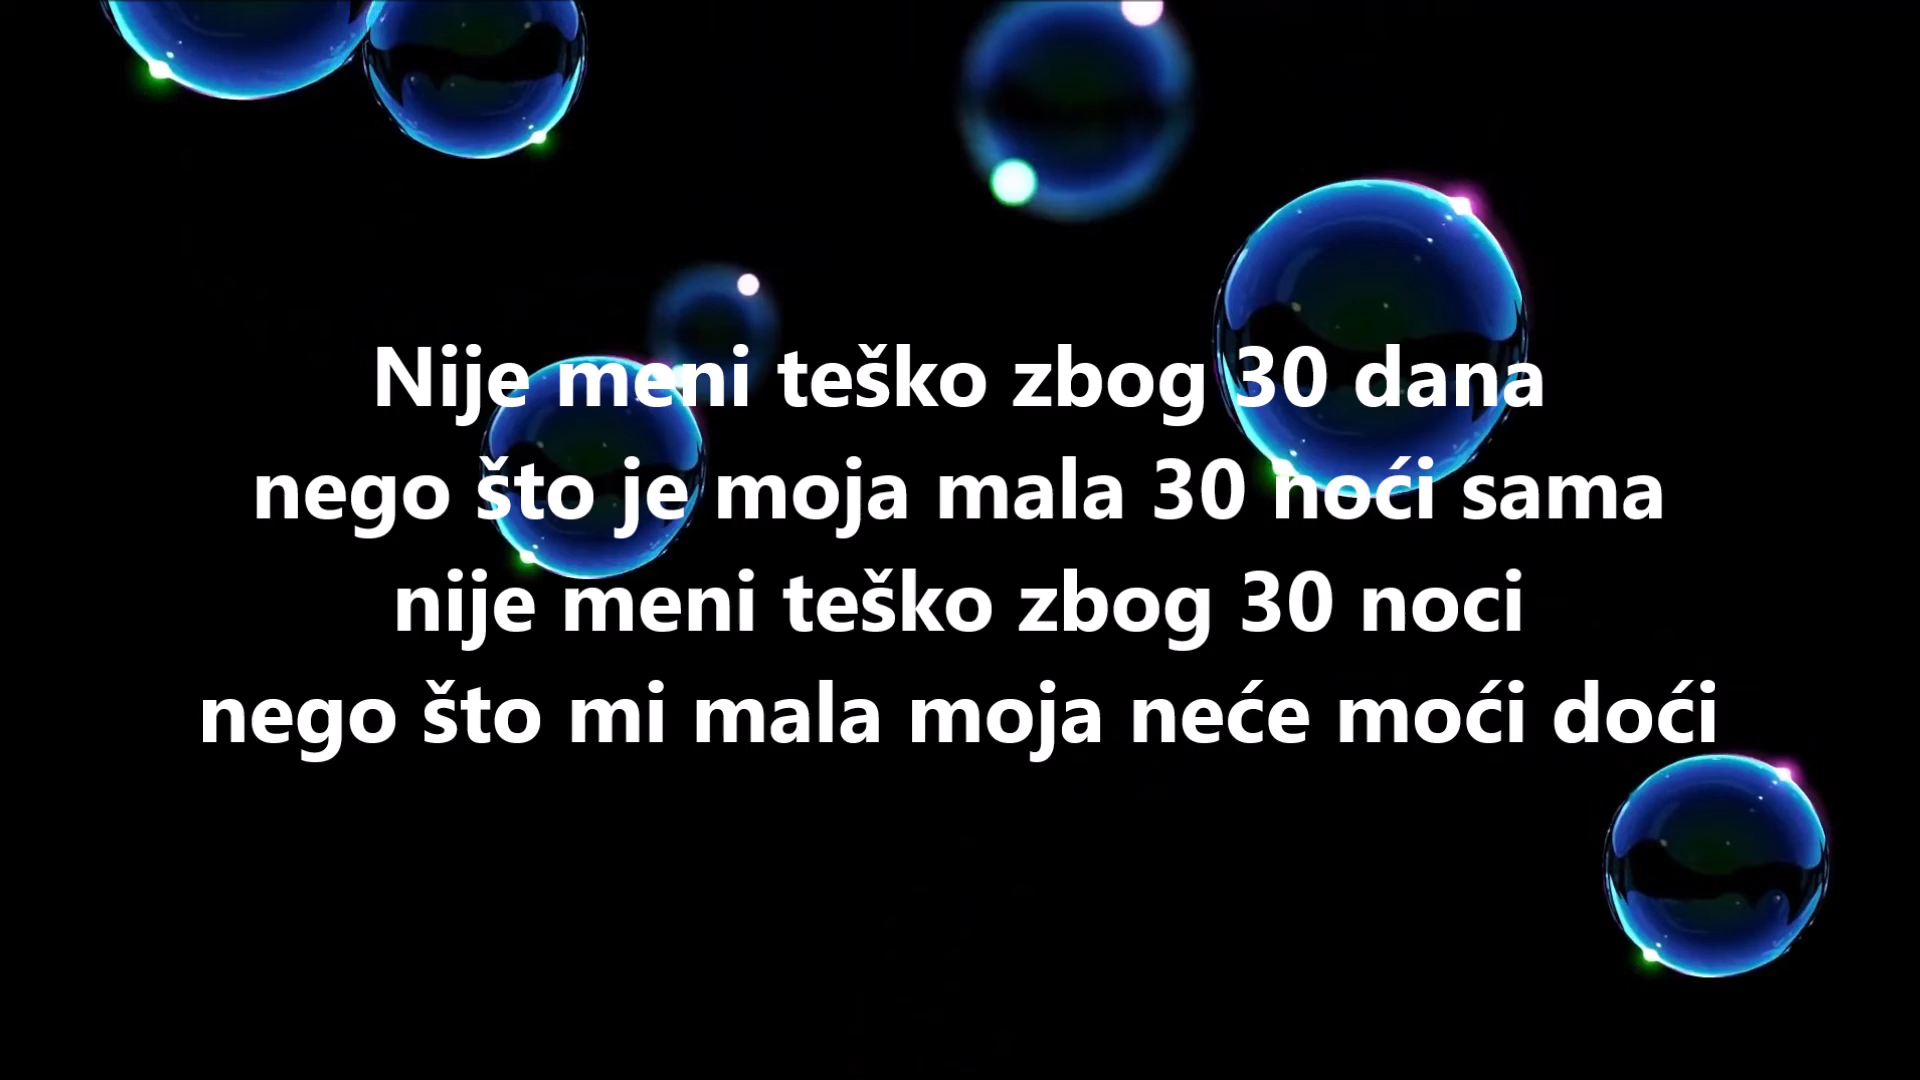 Nije meni teško zbog 30 dana
nego što je moja mala 30 noći sama
nije meni teško zbog 30 noci
nego što mi mala moja neće moći doći